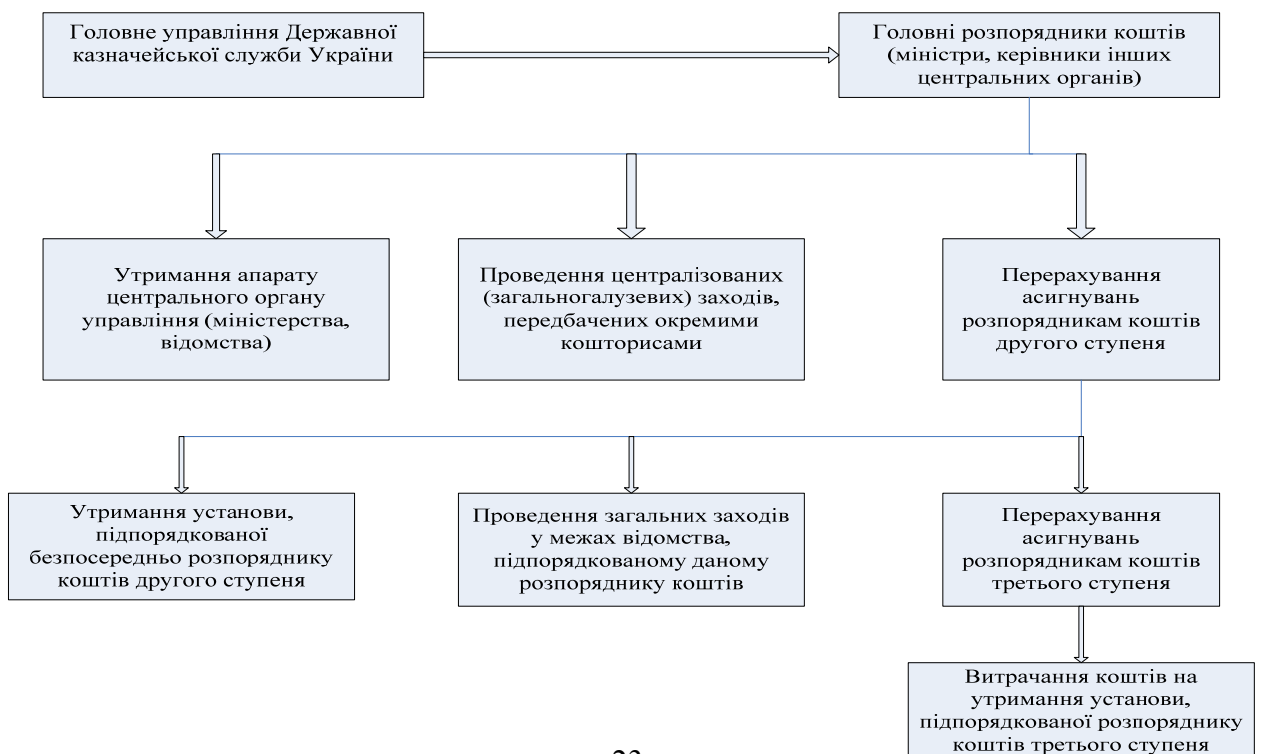 Головне управління Державної
казначейської служби України
Головні розпорядники коштів
(міністри, керівники інших
центральних органів)
Утримання апарату
центрального органу
управління (міністерства,
відомства)
Проведення централізованих
(загальногалузевих) заходів,
передбачених окремими
кошторисами
Перерахування
асигнувань
розпорядникам коштів
другого ступеня
Утримання установи,
підпорядкованої
безпосередньо розпоряднику
коштів другого ступеня
Проведення загальних заходів
у межах відомства,
підпорядкованому даному
розпоряднику коштів
Перерахування
асигнувань
розпорядникам коштів
третього ступеня
Витрачання коштів на
утримання установи,
підпорядкованої розпоряднику
коштів третього ступеня